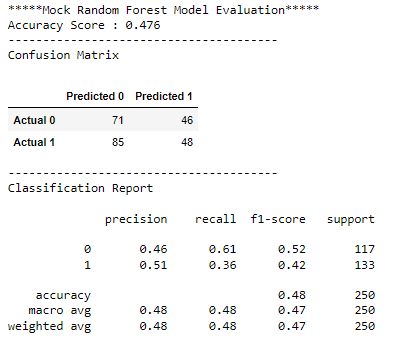 *****Mock Random Forest Model Evaluation*****
Accuracy Score : 0.476
---------------------------------------
Confusion Matrix
Predicted 0 Predicted 1
Actual 0 71 46
Actual 1 85 48
---------------------------------------
Classification Report
precision recall f1-score support
0 0.46 0.61 0.52 117
1 0.51 0.36 0.42 133
accuracy 0.48 250
macro avg 0.48 0.48 0.47 250
weighted avg 0.48 0.48 0.47 250